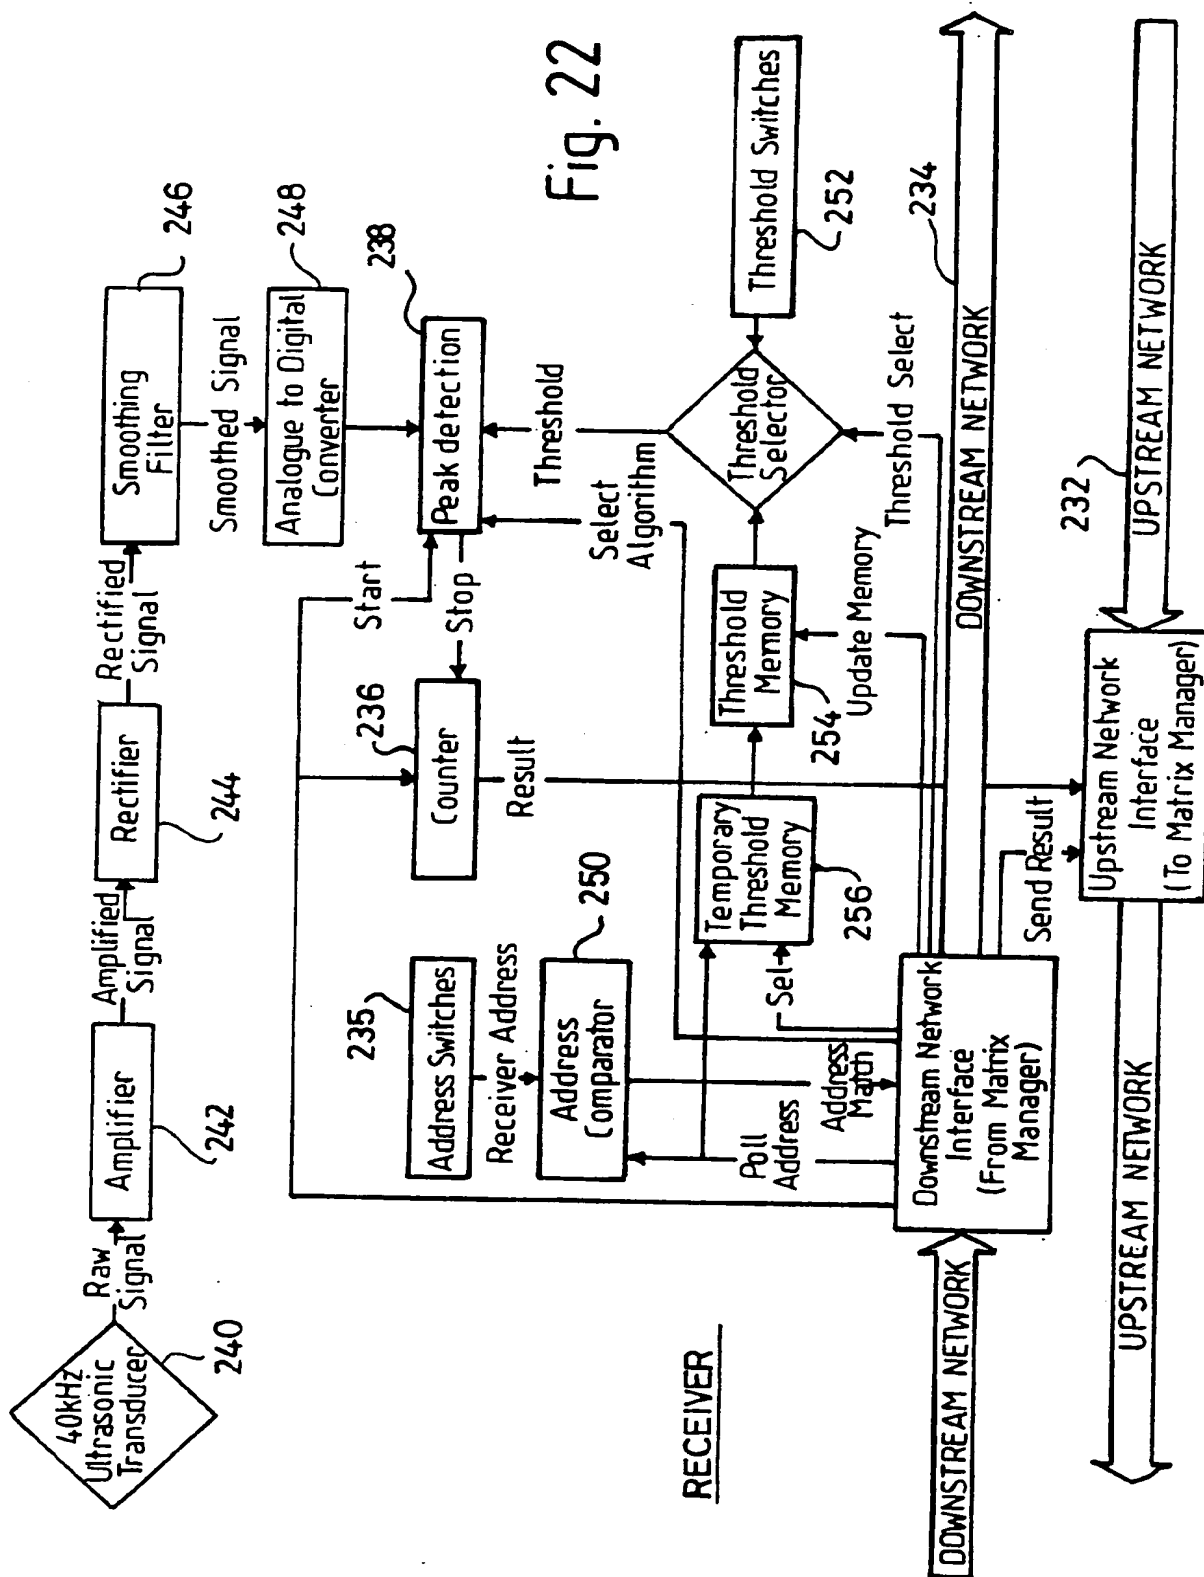 40kHz
Ultrasonic
Transducer
240
Raw
Signal
Amplifier
242
Amplified
Signal
Rectifier
244
Rectified
Signal
Smoothing
Filter
246
Smoothed Signal
Analogue to Digital
Converter
248
Start
Peak detection
238
Stop
Counter
236
Result
Threshold
Select
Algorithm
Address Switches
235
Receiver Address
Address
Comparator
250
Temporary
Threshold
Memory
256
Threshold
Memory
254
Threshold
Selector
Threshold Switches
252
Fig. 22
Poll
Address
Address
Match
Sel
Update Memory
Threshold Select
RECEIVER
DOWNSTREAM NETWORK
Downstream Network
Interface
(From Matrix
Manager)
DOWNSTREAM NETWORK
234
Send Result
UPSTREAM NETWORK
Upstream Network
Interface
(To Matrix Manager)
UPSTREAM NETWORK
232